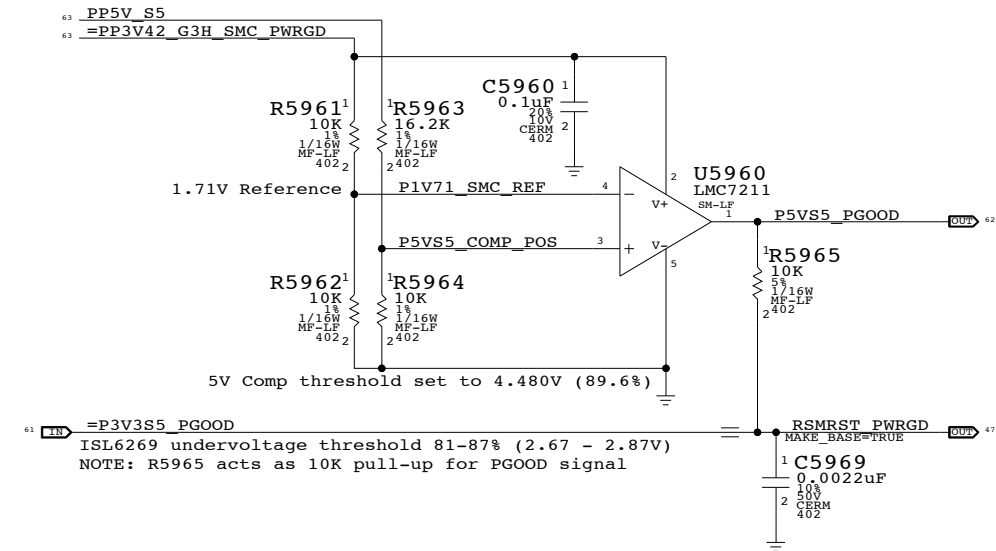 63 PP5V_S5
63 =PP3V42_G3H_SMC_PWRGD
R5961
1
10K
1%
1/16W
MF-LF
402
2
1
R5963
16.2K
1%
1/16W
MF-LF
402
2
C5960
1
0.1uF
20%
10V
CERM
402
2
1.71V Reference
P1V71_SMC_REF
4
P5VS5_COMP_POS
3
2
U5960
LMC7211
SM-LF
V+
−
+
V-
1
5
P5VS5_PGOOD
OUT 62
R5962
1
10K
1%
1/16W
MF-LF
402
2
1
R5964
10K
1%
1/16W
MF-LF
402
2
1
R5965
10K
5%
1/16W
MF-LF
402
2
5V Comp threshold set to 4.480V (89.6%)
61 IN =P3V3S5_PGOOD
RSMRST_PWRGD
MAKE_BASE=TRUE
OUT 47
ISL6269 undervoltage threshold 81-87% (2.67 - 2.87V)
NOTE: R5965 acts as 10K pull-up for PGOOD signal
1
C5969
0.0022uF
10%
50V
CERM
402
2